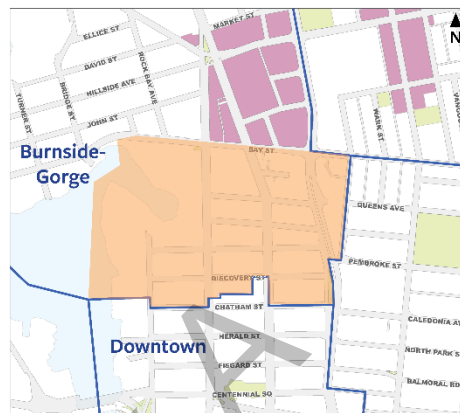 MARKET ST
N
ELLICE ST
DAVID ST
ROCK BAY AVE
HILLSIDE AVE
TURNER ST
BRIDGE ST
JOHN ST
MARK ST
BAY ST
Burnside-
Gorge
QUEENS AVE
PEMBROKE ST
DISCOVERY ST
CHATHAM ST
CALEDONIA AV
HERALD ST
Downtown
NORTH PARK S
FISGARD ST
BALMORAL RD
CENTENNIAL SQ